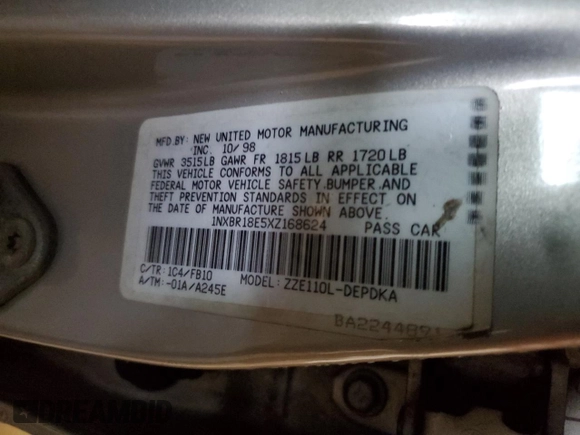 MFD.BY: NEW UNITED MOTOR MANUFACTURING
INC. 10/98
GVWR 3515LB GAWR FR 1815LB RR 1720LB
THIS VEHICLE CONFORMS TO ALL APPLICABLE
FEDERAL MOTOR VEHICLE SAFETY,BUMPER,AND
THEFT PREVENTION STANDARDS IN EFFECT ON
THE DATE OF MANUFACTURE SHOWN ABOVE.
1NXBR18E5XZ168624 PASS CAR
C/TR: 1C4/FB10 MODEL: ZZE110L-DEPDKA
A/TM: -01A/A245E
DREAMBID